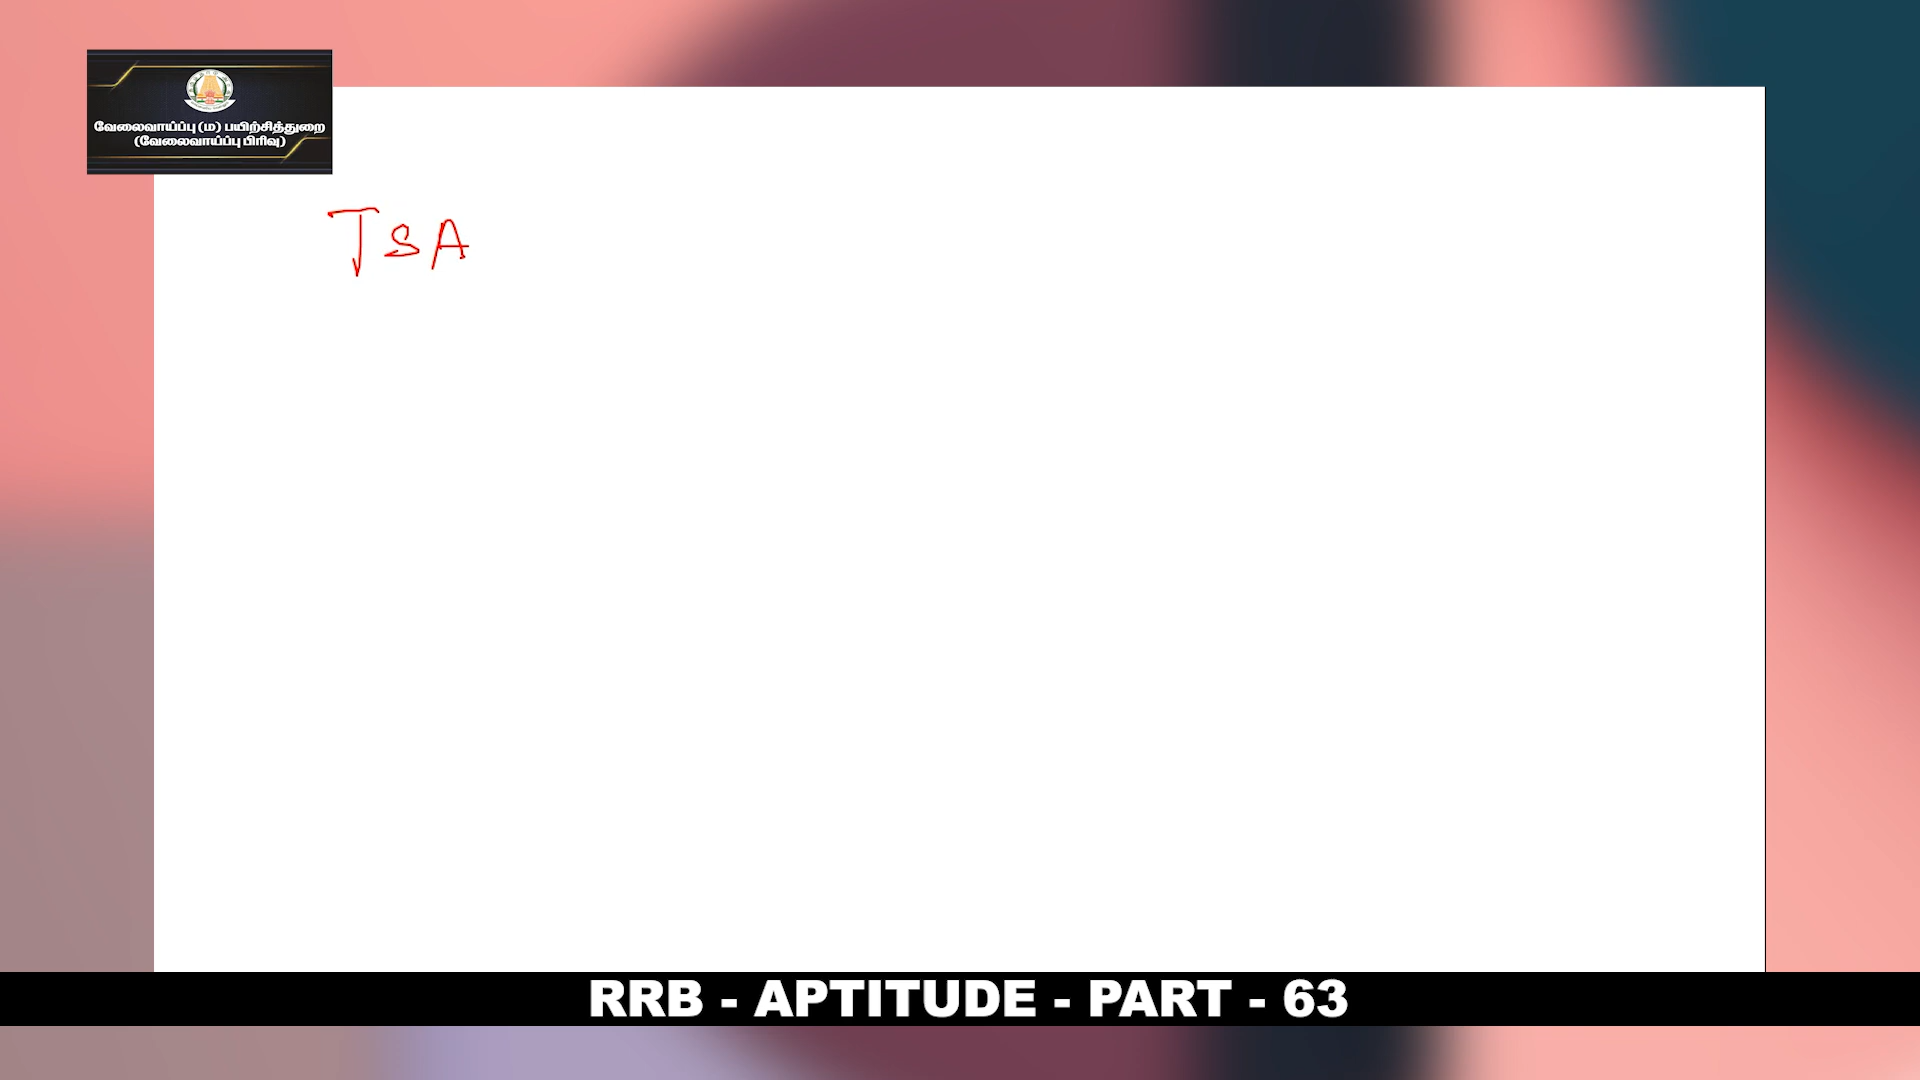 வேலைவாய்ப்பு (ம) பயிற்சித்துறை
(வேலைவாய்ப்பு பிரிவு)
TSA
RRB - APTITUDE - PART - 63